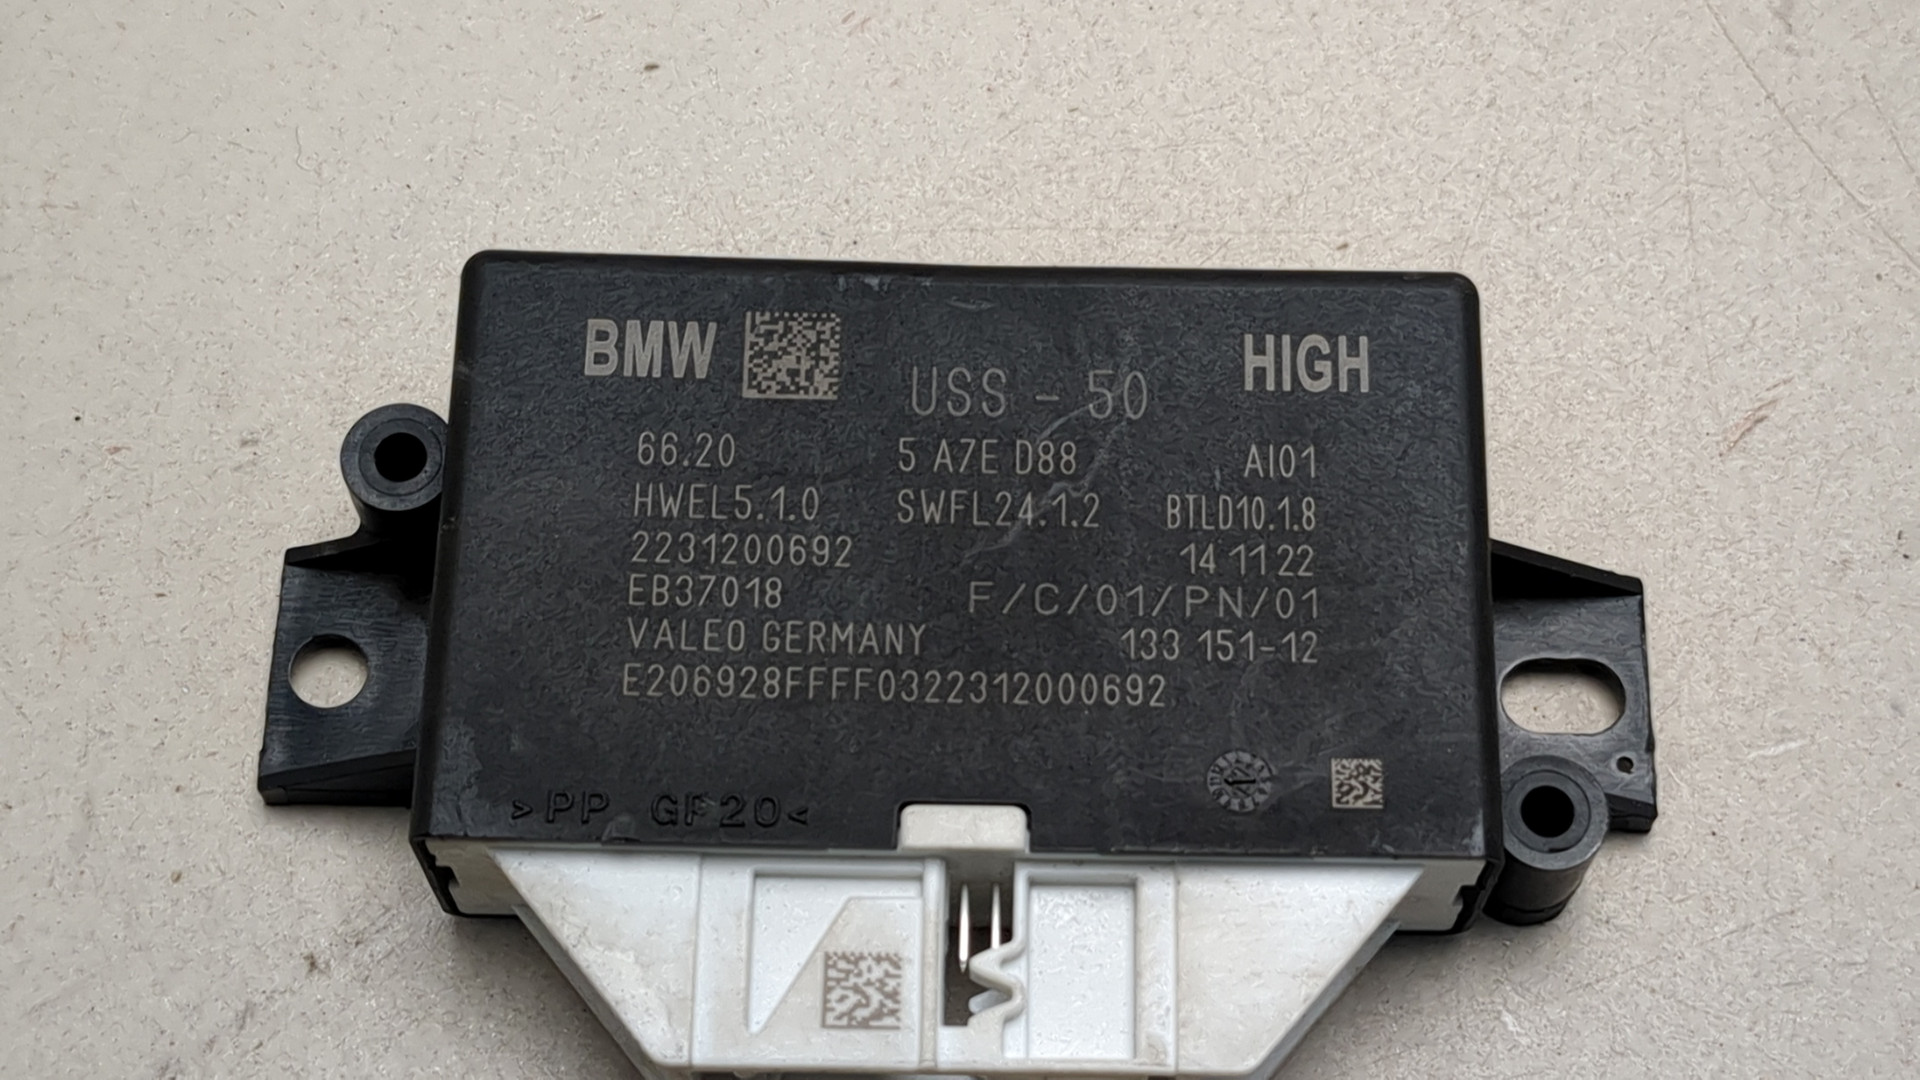 BMW HIGH
USS - 50
66.20 5 A7E D88 AI01
HWEL5.1.0 SWFL24.1.2 BTLD10.1.8
2231200692 14 11 22
EB37018 F/C/01/PN/01
VALEO GERMANY 133 151-12
E206928FFFF0322312000692
>PP GF20<